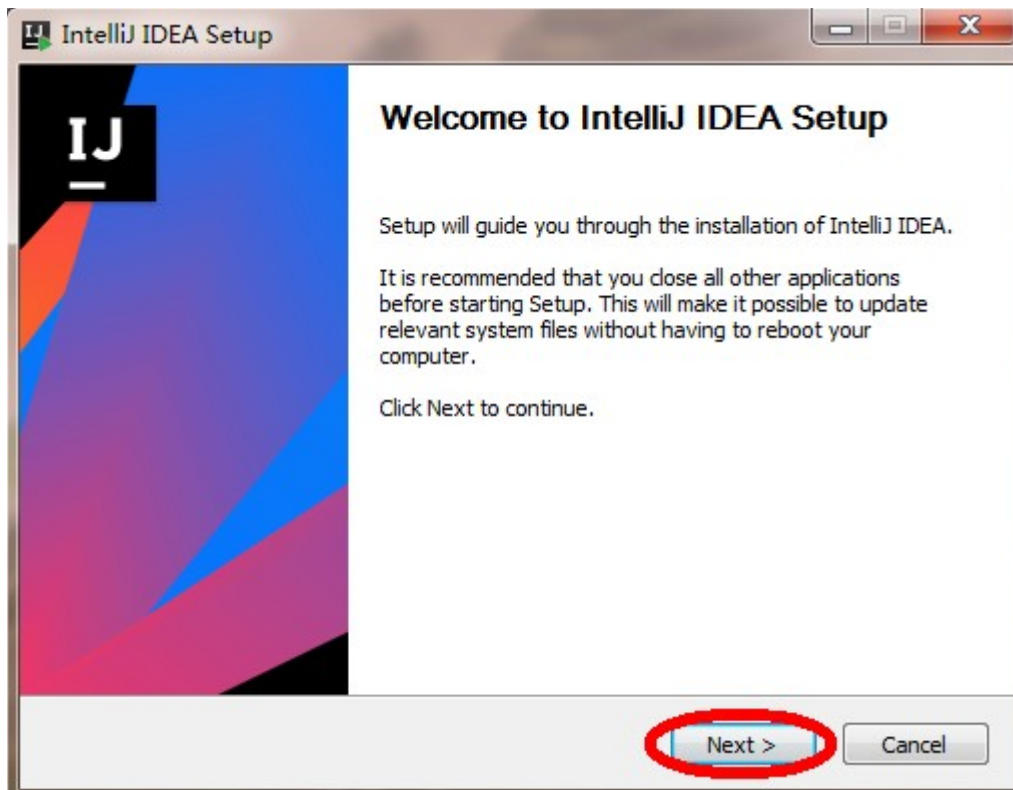 IntelliJ IDEA Setup
IJ
Welcome to IntelliJ IDEA Setup
Setup will guide you through the installation of IntelliJ IDEA.
It is recommended that you close all other applications
before starting Setup. This will make it possible to update
relevant system files without having to reboot your
computer.
Click Next to continue.
Next >
Cancel